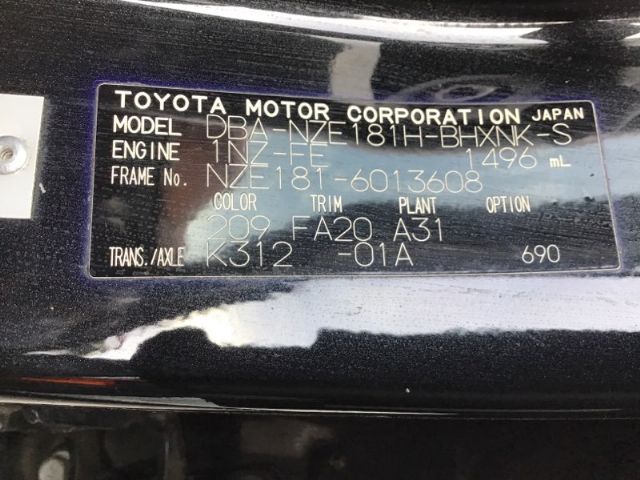 TOYOTA MOTOR CORPORATION JAPAN
MODEL DBA-NZE181H-BHXNK-S
ENGINE 1NZ-FE 1496 mL
FRAME No. NZE181-6013608
COLOR TRIM PLANT OPTION
209 FA20 A31
TRANS./AXLE K312 -01A 690